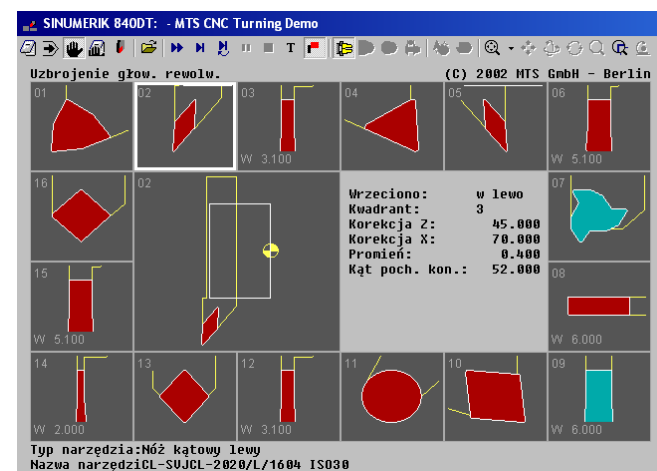 SINUMERIK 840DT: - MTS CNC Turning Demo
T
Uzbrojenie głow. rewolw. (C) 2002 MTS GmbH - Berlin
01 02 03 04 05 06
W 3.100 W 5.100
16 02 07
Wrzeciono: w lewo
Kwadrant: 3
Korekcja Z: 45.000
Korekcja X: 70.000
Promień: 0.400
Kąt poch. kon.: 52.000
15 08
W 5.100 W 6.000
14 13 12 11 10 09
W 2.000 W 3.100 W 6.000
Typ narzędzia:Nóż kątowy lewy
Nazwa narzędziCL-SVJCL-2020/L/1604 ISO30